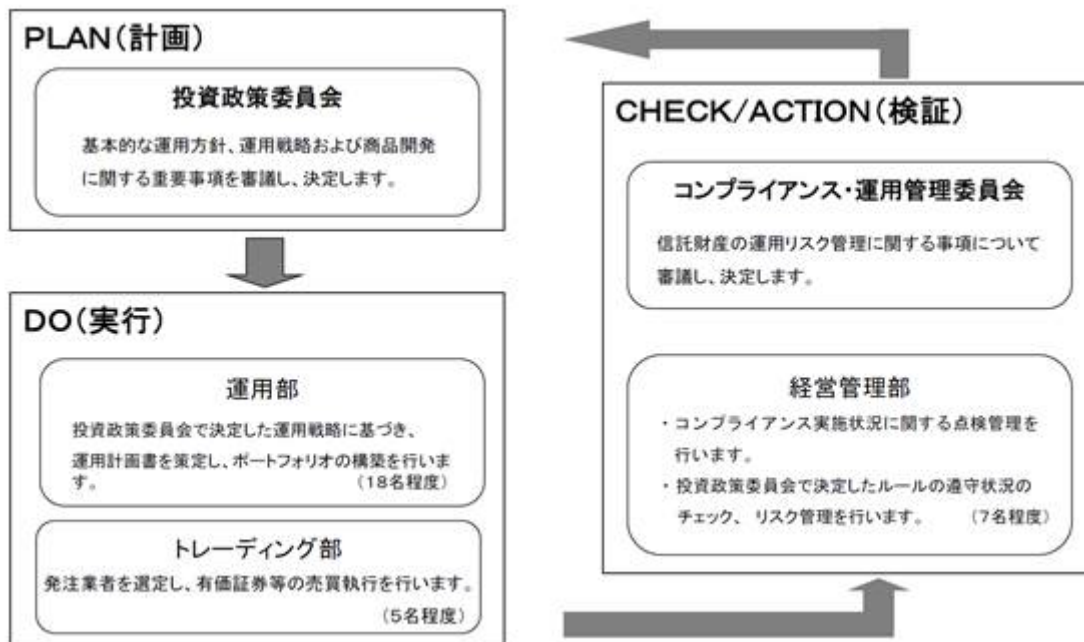 PLAN(計画)
投資政策委員会
基本的な運用方針、運用戦略および商品開発
に関する重要事項を審議し、決定します。
DO(実行)
運用部
投資政策委員会で決定した運用戦略に基づき、
運用計画書を策定し、ポートフォリオの構築を行いま
す。 (18名程度)
トレーディング部
発注業者を選定し、有価証券等の売買執行を行います。
(5名程度)
CHECK/ACTION(検証)
コンプライアンス・運用管理委員会
信託財産の運用リスク管理に関する事項について
審議し、決定します。
経営管理部
・コンプライアンス実施状況に関する点検管理を
行います。
・投資政策委員会で決定したルールの遵守状況の
チェック、 リスク管理を行います。 (7名程度)